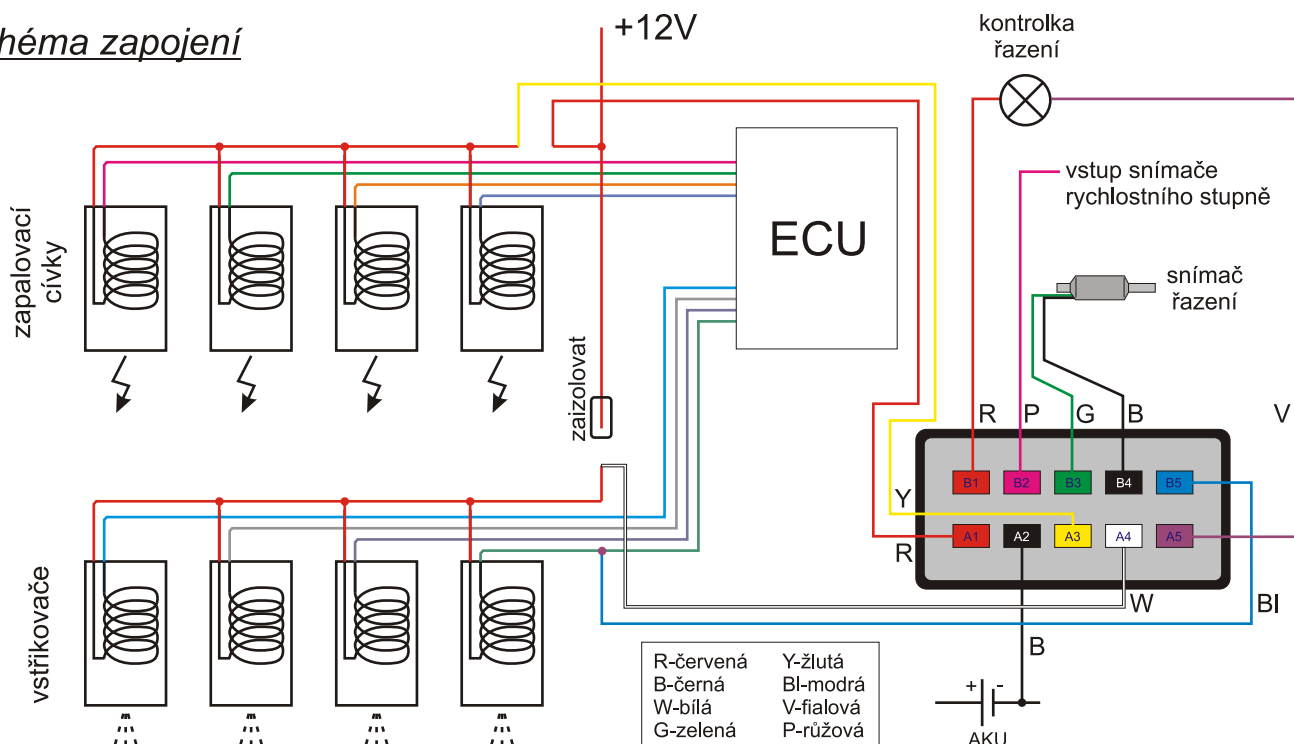 héma zapojení
+12V
kontrolka
řazení
vstup snímače
rychlostního stupně
ECU
snímač
řazení
zapalovací
cívky
zaizolovat
R
P
G
B
V
B1
B2
B3
B4
B5
Y
A1
A2
A3
A4
A5
R
W
Bl
vstřikovače
B
R-červená
Y-žlutá
B-černá
Bl-modrá
W-bílá
V-fialová
G-zelená
P-růžová
+
-
AKU